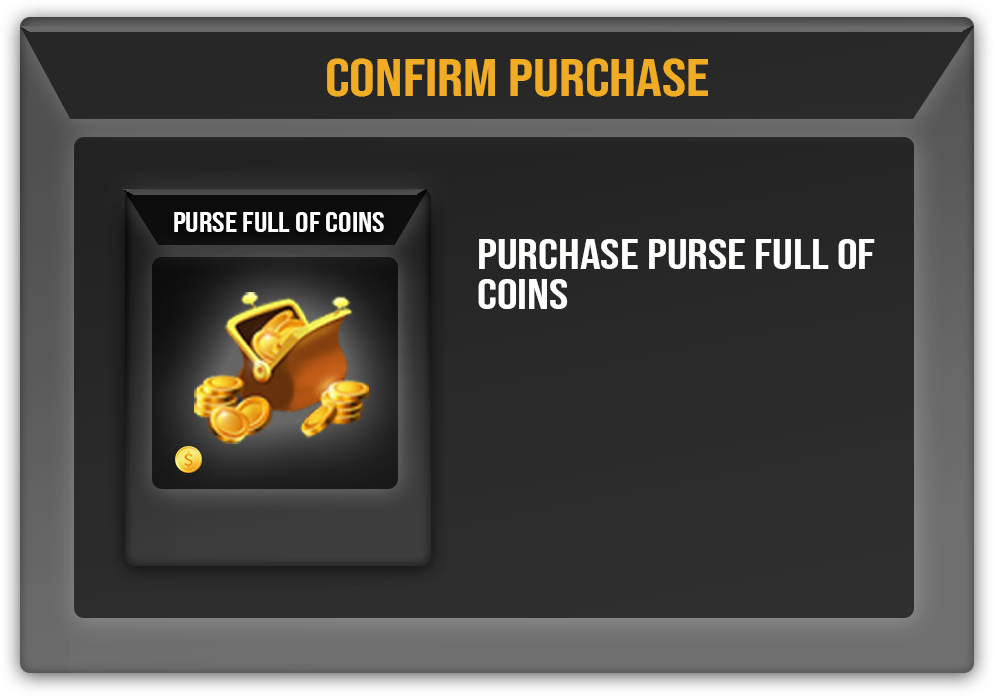 CONFIRM PURCHASE
PURSE FULL OF COINS
PURCHASE PURSE FULL OF
COINS
$